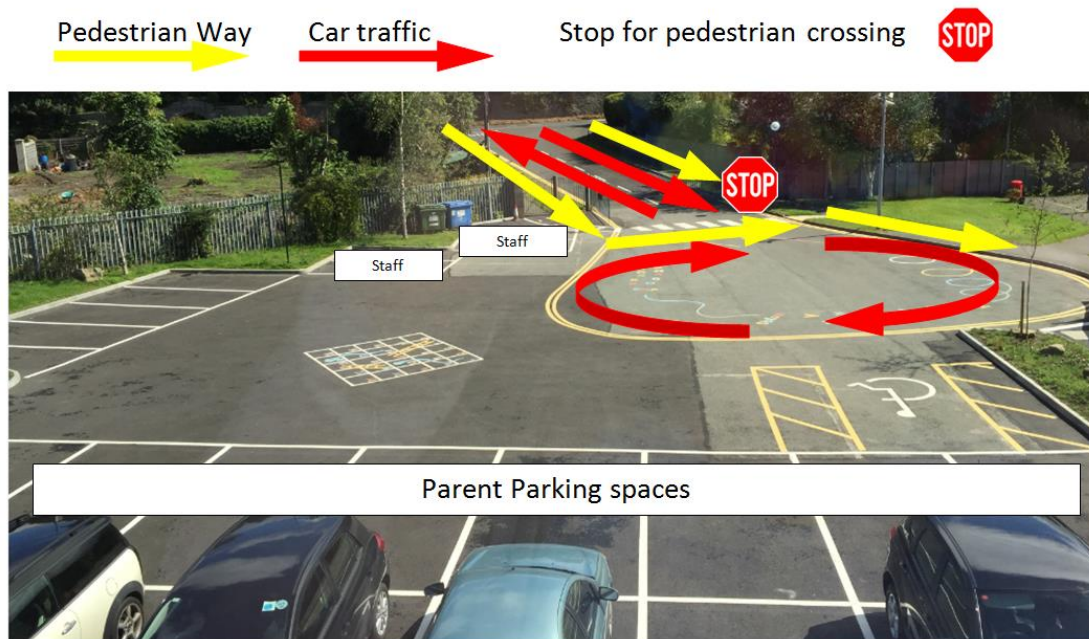 Pedestrian Way Car traffic Stop for pedestrian crossing STOP
STOP
Staff
Staff
Parent Parking spaces